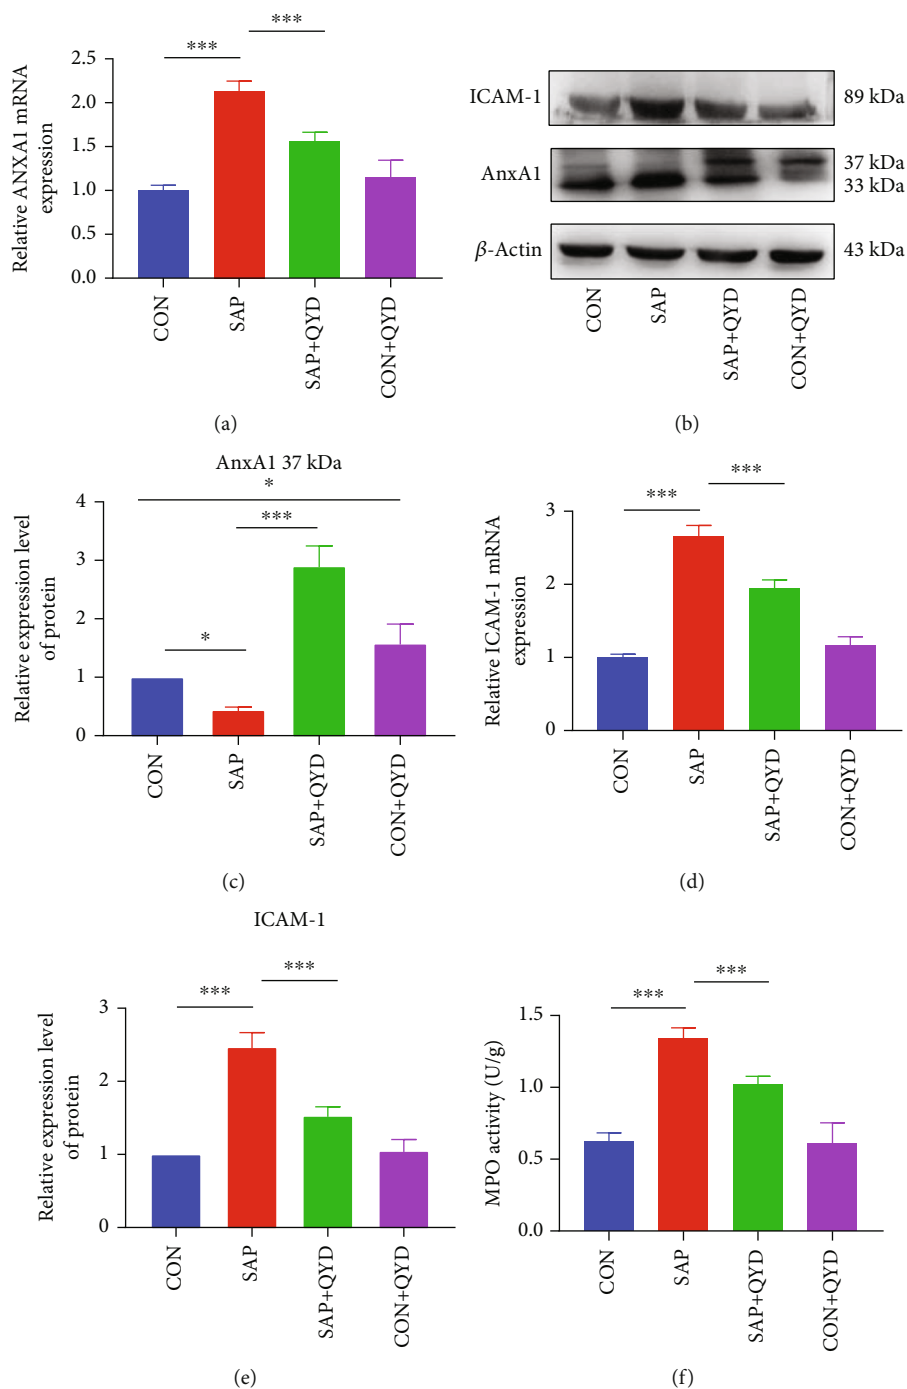 Relative ANXA1 mRNA
expression
2.5
2.0
1.5
1.0
0.5
0.0
***
***
CON
SAP
SAP+QYD
CON+QYD
(a)
ICAM-1
89 kDa
AnxA1
37 kDa
33 kDa
β-Actin
43 kDa
CON
SAP
SAP+QYD
CON+QYD
(b)
AnxA1 37 kDa
Relative expression level
of protein
4
3
2
1
0
*
***
*
CON
SAP
SAP+QYD
CON+QYD
(c)
Relative ICAM-1 mRNA
expression
3
2
1
0
***
***
CON
SAP
SAP+QYD
CON+QYD
(d)
ICAM-1
Relative expression level
of protein
3
2
1
0
***
***
CON
SAP
SAP+QYD
CON+QYD
(e)
MPO activity (U/g)
1.5
1.0
0.5
0.0
***
***
CON
SAP
SAP+QYD
CON+QYD
(f)